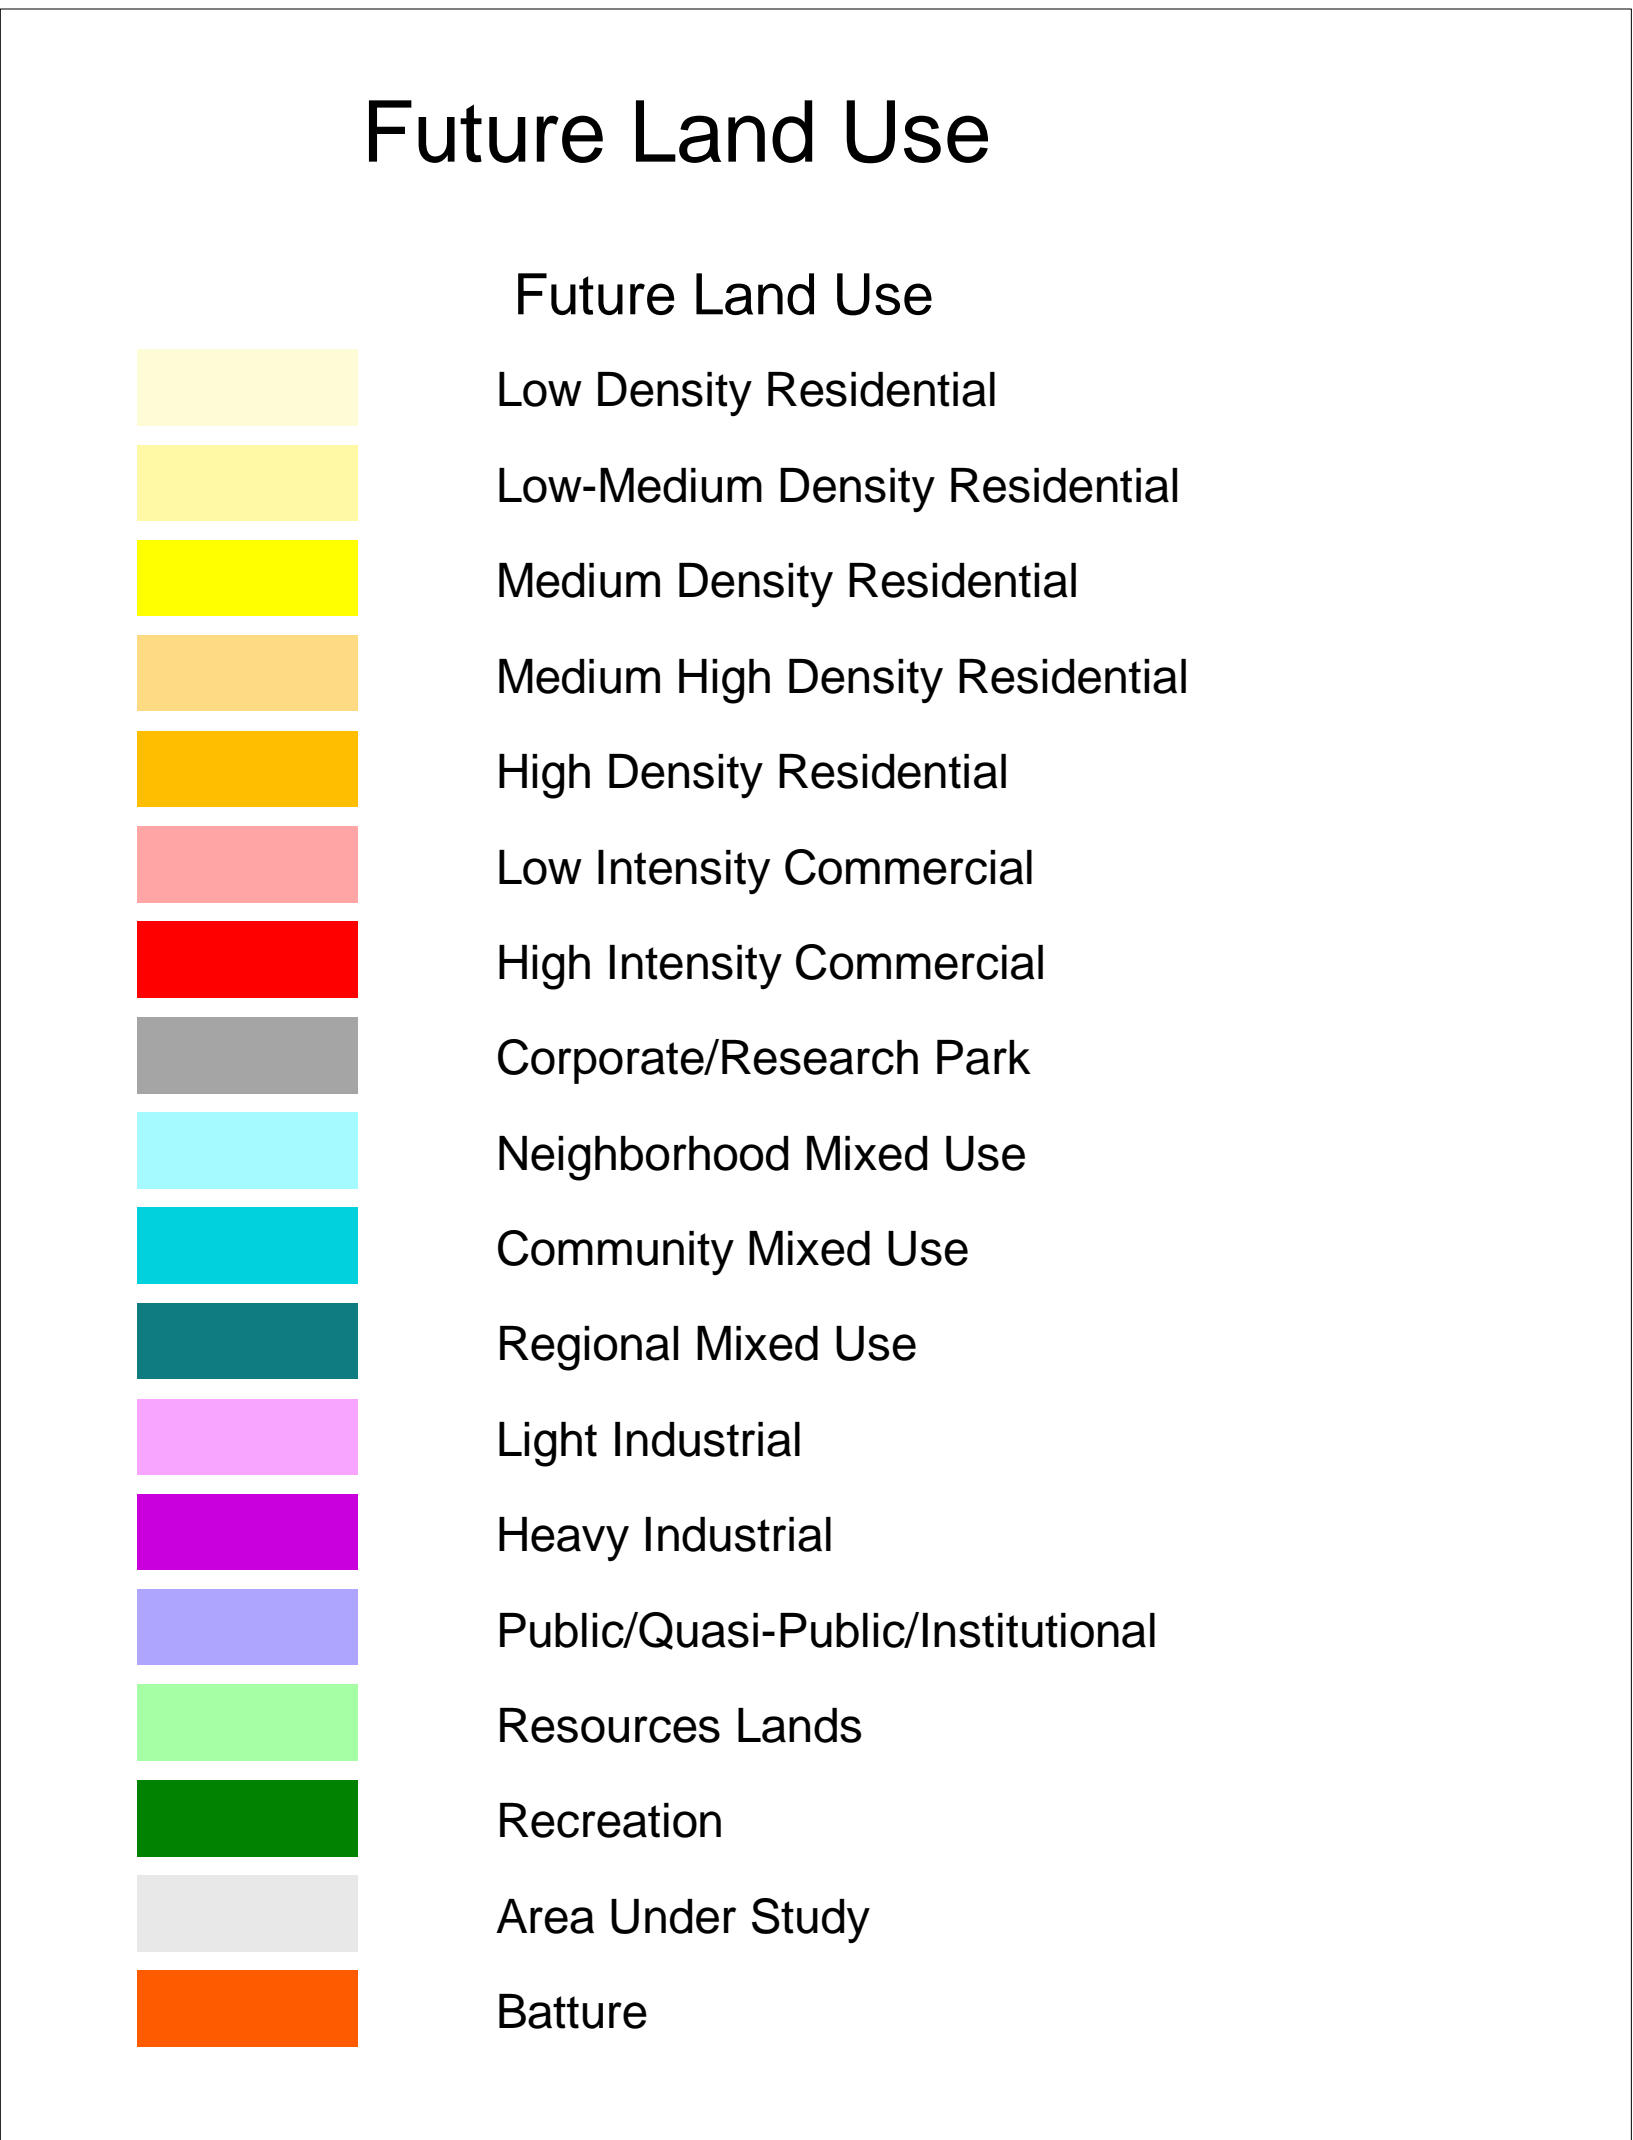 Future Land Use
Future Land Use
Low Density Residential
Low-Medium Density Residential
Medium Density Residential
Medium High Density Residential
High Density Residential
Low Intensity Commercial
High Intensity Commercial
Corporate/Research Park
Neighborhood Mixed Use
Community Mixed Use
Regional Mixed Use
Light Industrial
Heavy Industrial
Public/Quasi-Public/Institutional
Resources Lands
Recreation
Area Under Study
Batture